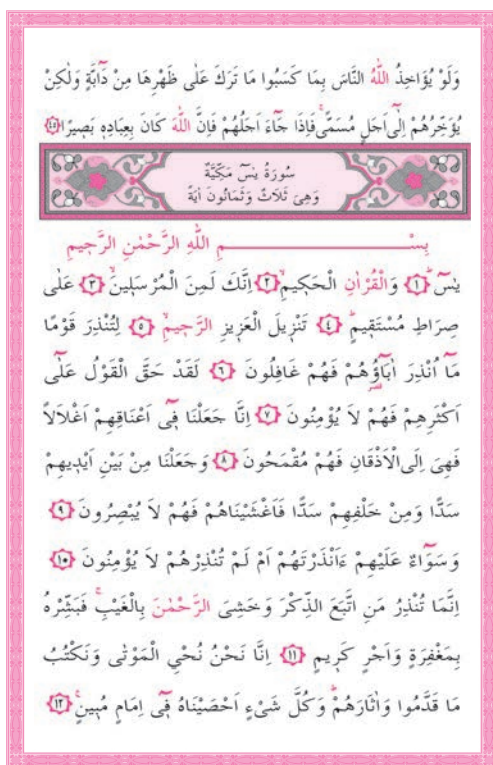 وَلَوْ يُؤَاخِذُ اللّٰهُ النَّاسَ بِمَا كَسَبُوا مَا تَرَكَ عَلٰى ظَهْرِهَا مِنْ دَٓابَّةٍ وَلٰكِنْ
يُؤَخِّرُهُمْ اِلٰٓى اَجَلٍ مُسَمًّىۚ فَاِذَا جَٓاءَ اَجَلُهُمْ فَاِنَّ اللّٰهَ كَانَ بِعِبَادِه۪ بَص۪يرًا ﴿٤٥﴾
سُورَةُ يٰسٓ مَكِّيَّةٌ
وَهِىَ ثَلَاثٌ وَثَمَانُونَ اٰيَةً
بِسْمِ اللّٰهِ الرَّحْمٰنِ الرَّح۪يمِ
يٰسٓۜ ﴿١﴾ وَالْقُرْاٰنِ الْحَك۪يمِۙ ﴿٢﴾ اِنَّكَ لَمِنَ الْمُرْسَل۪ينَۙ ﴿٣﴾ عَلٰى
صِرَاطٍ مُسْتَق۪يمٍۜ ﴿٤﴾ تَنْز۪يلَ الْعَز۪يزِ الرَّح۪يمِۙ ﴿٥﴾ لِتُنْذِرَ قَوْمًا
مَٓا اُنْذِرَ اٰبَٓاؤُ۬هُمْ فَهُمْ غَافِلُونَ ﴿٦﴾ لَقَدْ حَقَّ الْقَوْلُ عَلٰٓى
اَكْثَرِهِمْ فَهُمْ لَا يُؤْمِنُونَ ﴿٧﴾ اِنَّا جَعَلْنَا ف۪ٓى اَعْنَاقِهِمْ اَغْلَالاً
فَهِىَ اِلَى الْاَذْقَانِ فَهُمْ مُقْمَحُونَ ﴿٨﴾ وَجَعَلْنَا مِنْ بَيْنِ اَيْد۪يهِمْ
سَدًّا وَمِنْ خَلْفِهِمْ سَدًّا فَاَغْشَيْنَاهُمْ فَهُمْ لَا يُبْصِرُونَ ﴿٩﴾
وَسَوَٓاءٌ عَلَيْهِمْ ءَاَنْذَرْتَهُمْ اَمْ لَمْ تُنْذِرْهُمْ لَا يُؤْمِنُونَ ﴿١٠﴾
اِنَّمَا تُنْذِرُ مَنِ اتَّبَعَ الذِّكْرَ وَخَشِىَ الرَّحْمٰنَ بِالْغَيْبِۚ فَبَشِّرْهُ
بِمَغْفِرَةٍ وَاَجْرٍ كَر۪يمٍ ﴿١١﴾ اِنَّا نَحْنُ نُحْىِ الْمَوْتٰى وَنَكْتُبُ
مَا قَدَّمُوا وَاٰثَارَهُمْۜ وَكُلَّ شَىْءٍ اَحْصَيْنَاهُ ف۪ٓى اِمَامٍ مُب۪ينٍ۟ ﴿١٢﴾